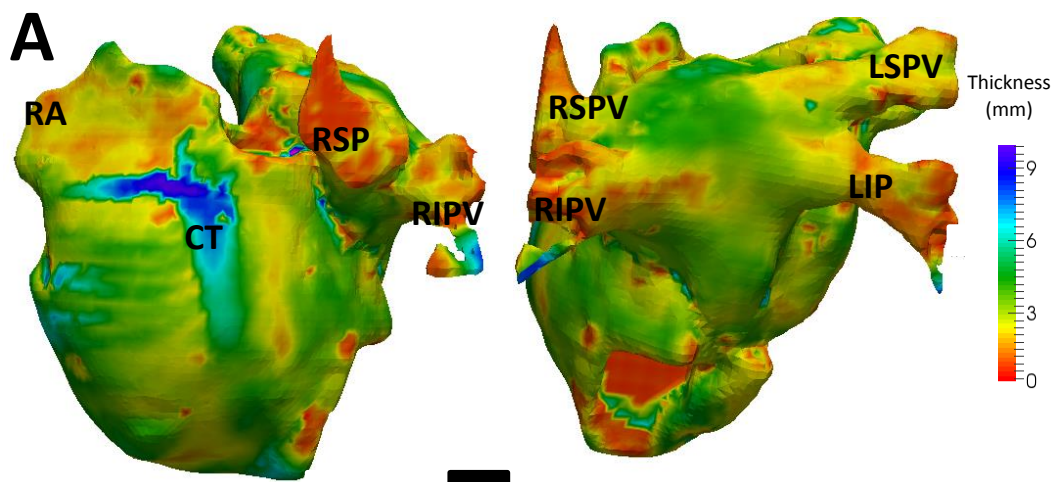 A
RA
RSP
RIPV
CT
RSPV
LSPV
RIPV
LIP
Thickness
(mm)
9
6
3
0